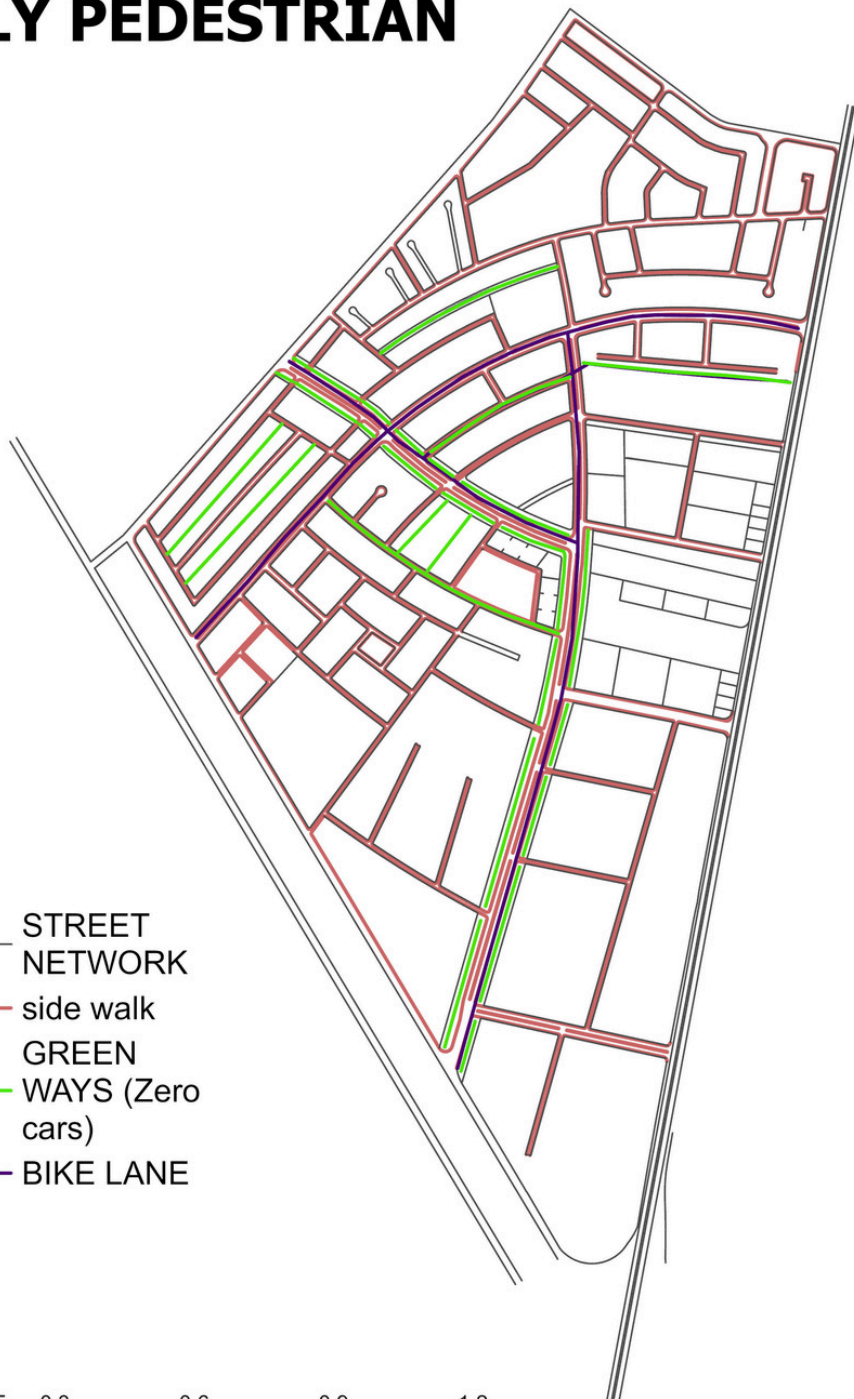 LY PEDESTRIAN
STREET
NETWORK
side walk
GREEN
WAYS (Zero
cars)
BIKE LANE